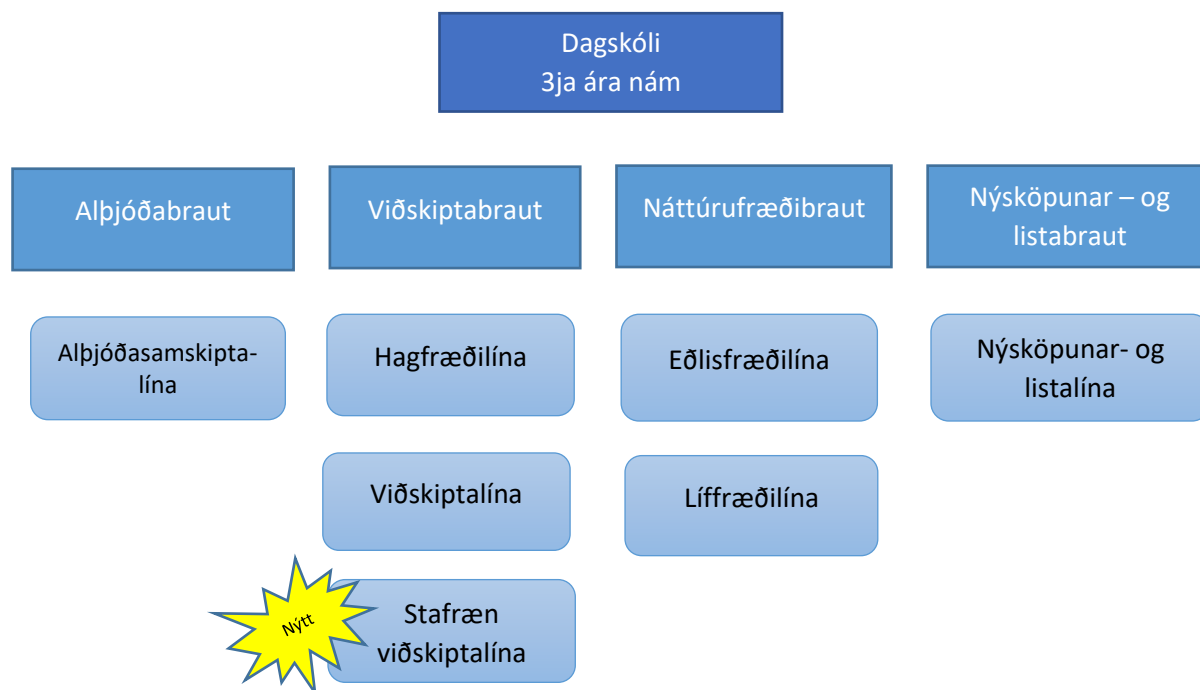 Dagskóli
3ja ára nám
Alþjóðabraut
Viðskiptabraut
Náttúrufræðibraut
Nýsköpunar – og
listabraut
Alþjóðasamskipta-
lína
Hagfræðilína
Eðlisfræðilína
Nýsköpunar- og
listalína
Viðskiptalína
Líffræðilína
Nýtt
Stafræn
viðskiptalína